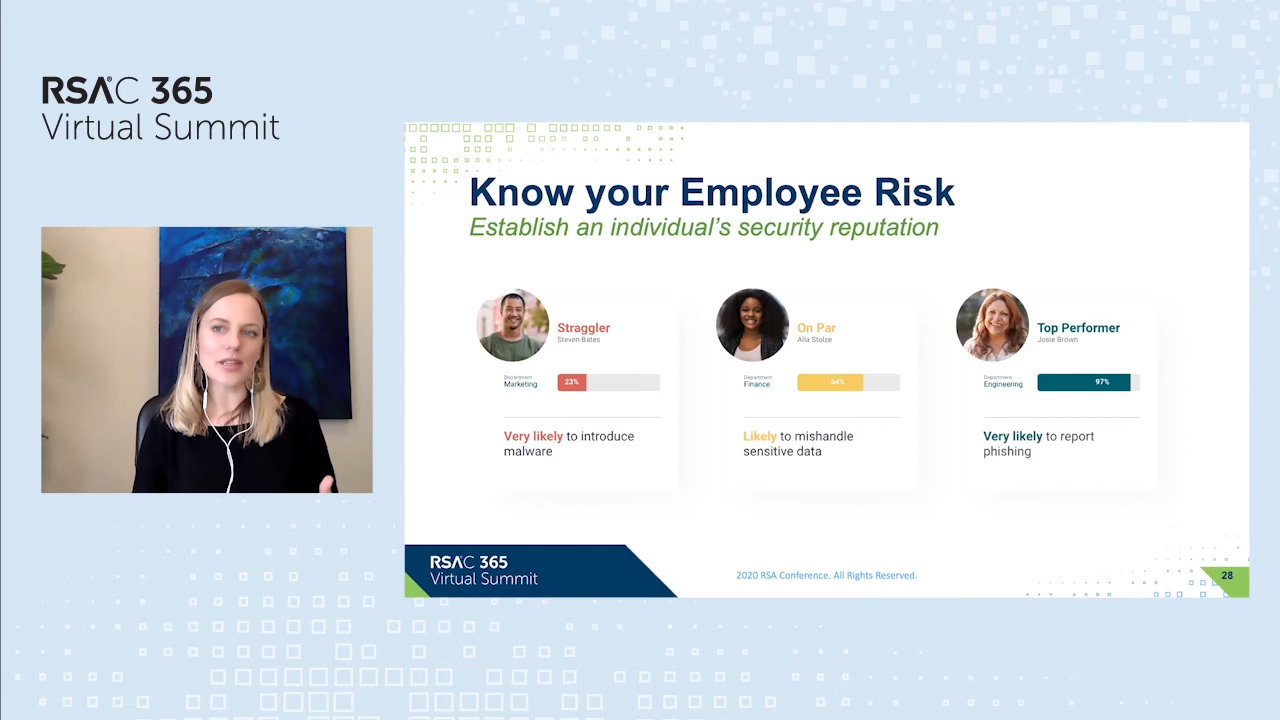 RSAC 365
Virtual Summit
Know your Employee Risk
Establish an individual's security reputation
Straggler
Steven Bates
Department
Marketing
23%
Very likely to introduce
malware
On Par
Alla Stolze
Department
Finance
64%
Likely to mishandle
sensitive data
Top Performer
Josie Brown
Department
Engineering
97%
Very likely to report
phishing
RSAC 365
Virtual Summit
2020 RSA Conference. All Rights Reserved.
28